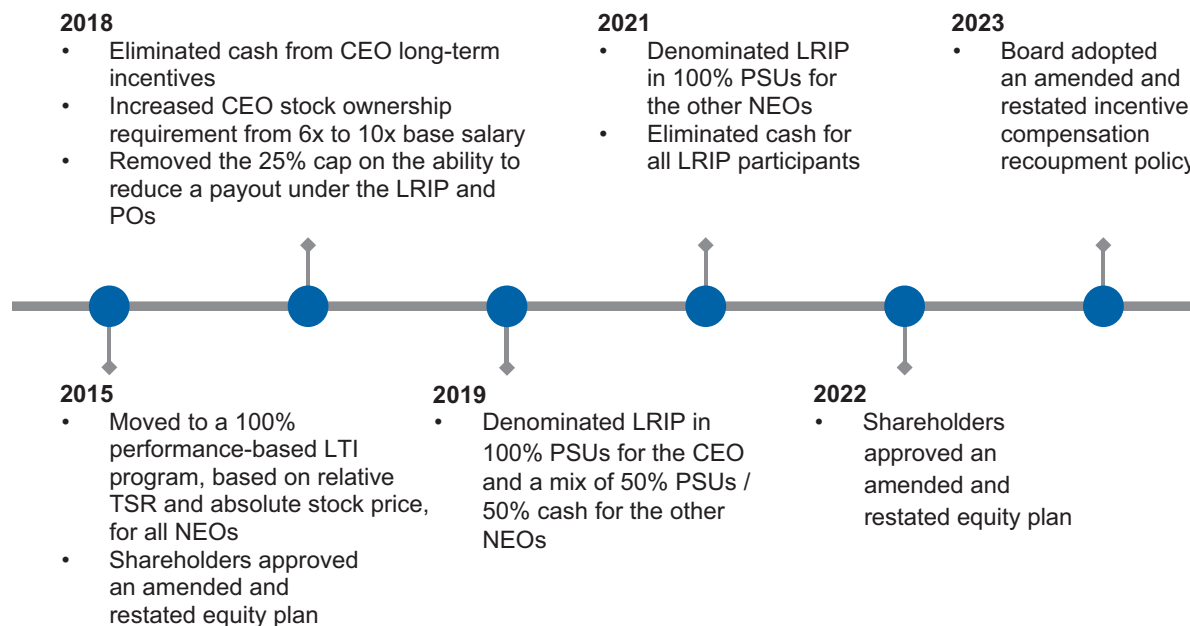 2018
• Eliminated cash from CEO long-term
incentives
• Increased CEO stock ownership
requirement from 6x to 10x base salary
• Removed the 25% cap on the ability to
reduce a payout under the LRIP and
POs
2021
• Denominated LRIP
in 100% PSUs for
the other NEOs
• Eliminated cash for
all LRIP participants
2023
• Board adopted
an amended and
restated incentive
compensation
recoupment policy
2015
• Moved to a 100%
performance-based LTI
program, based on relative
TSR and absolute stock price,
for all NEOs
• Shareholders approved
an amended and
restated equity plan
2019
• Denominated LRIP in
100% PSUs for the CEO
and a mix of 50% PSUs /
50% cash for the other
NEOs
2022
• Shareholders
approved an
amended and
restated equity plan